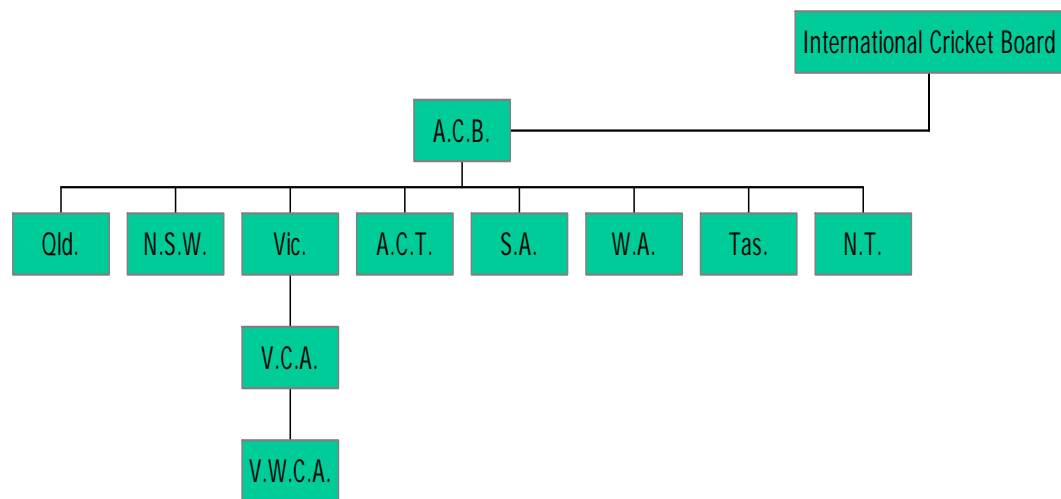 International Cricket Board
A.C.B.
Qld.
N.S.W.
Vic.
A.C.T.
S.A.
W.A.
Tas.
N.T.
V.C.A.
V.W.C.A.